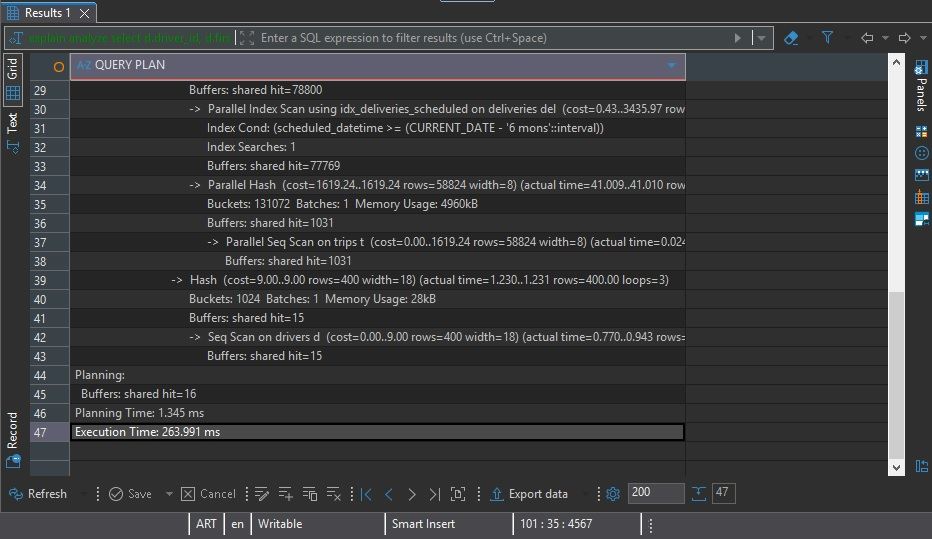 Results 1
explain analyze select d.driver_id, d.firs
Enter a SQL expression to filter results (use Ctrl+Space)
Grid
Text
Record
A-Z QUERY PLAN
29 Buffers: shared hit=78800
30 -> Parallel Index Scan using idx_deliveries_scheduled on deliveries del (cost=0.43..3435.97 row
31 Index Cond: (scheduled_datetime >= (CURRENT_DATE - '6 mons'::interval))
32 Index Searches: 1
33 Buffers: shared hit=77769
34 -> Parallel Hash (cost=1619.24..1619.24 rows=58824 width=8) (actual time=41.009..41.010 row
35 Buckets: 131072 Batches: 1 Memory Usage: 4960kB
36 Buffers: shared hit=1031
37 -> Parallel Seq Scan on trips t (cost=0.00..1619.24 rows=58824 width=8) (actual time=0.024
38 Buffers: shared hit=1031
39 -> Hash (cost=9.00..9.00 rows=400 width=18) (actual time=1.230..1.231 rows=400.00 loops=3)
40 Buckets: 1024 Batches: 1 Memory Usage: 28kB
41 Buffers: shared hit=15
42 -> Seq Scan on drivers d (cost=0.00..9.00 rows=400 width=18) (actual time=0.770..0.943 rows=
43 Buffers: shared hit=15
44 Planning:
45 Buffers: shared hit=16
46 Planning Time: 1.345 ms
47 Execution Time: 263.991 ms
Panels
Refresh Save Cancel Export data 200 47
ART en Writable Smart Insert 101 : 35 : 4567